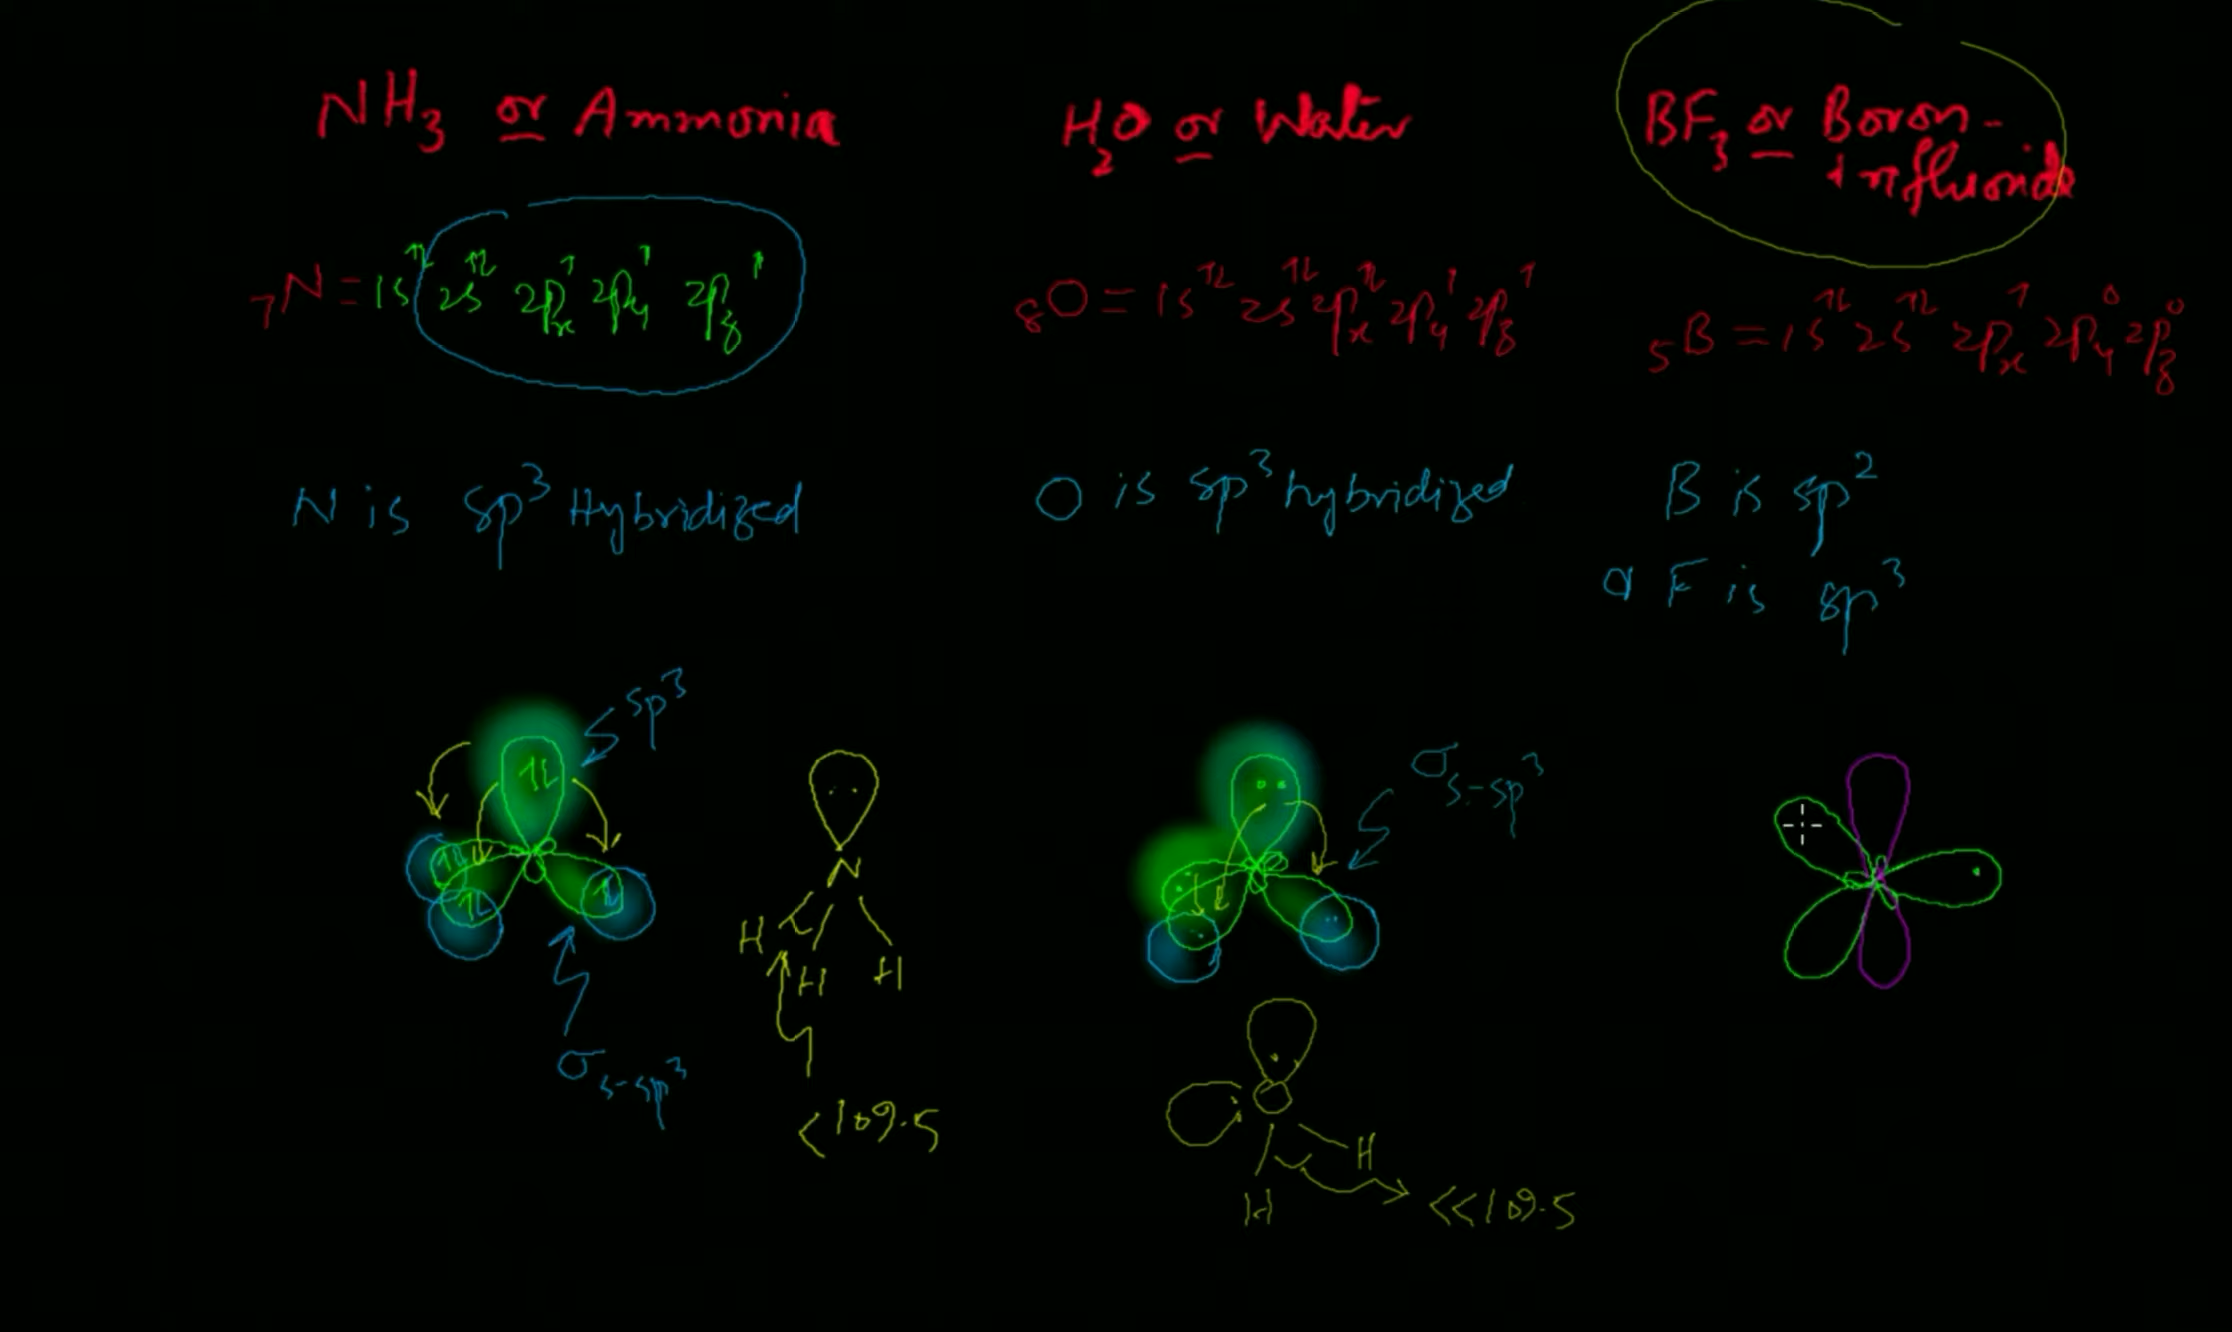 NH3 or Ammonia
7N = 1s↑↓ 2s↑↓ 2px↑ 2py↑ 2pz↑
N is sp³ Hybridized
sp³
↑↓
↑↓
↑↓
↑↓
σs-sp³
N
H
H
H
<109.5
H2O or Water
8O = 1s↑↓ 2s↑↓ 2px↑↓ 2py↑ 2pz↑
O is sp³ hybridized
σs-sp³
O
H
H
<<109.5
BF3 or Boron-
trifluoride
5B = 1s↑↓ 2s↑↓ 2px↑ 2py⁰ 2pz⁰
B is sp²
F is sp³